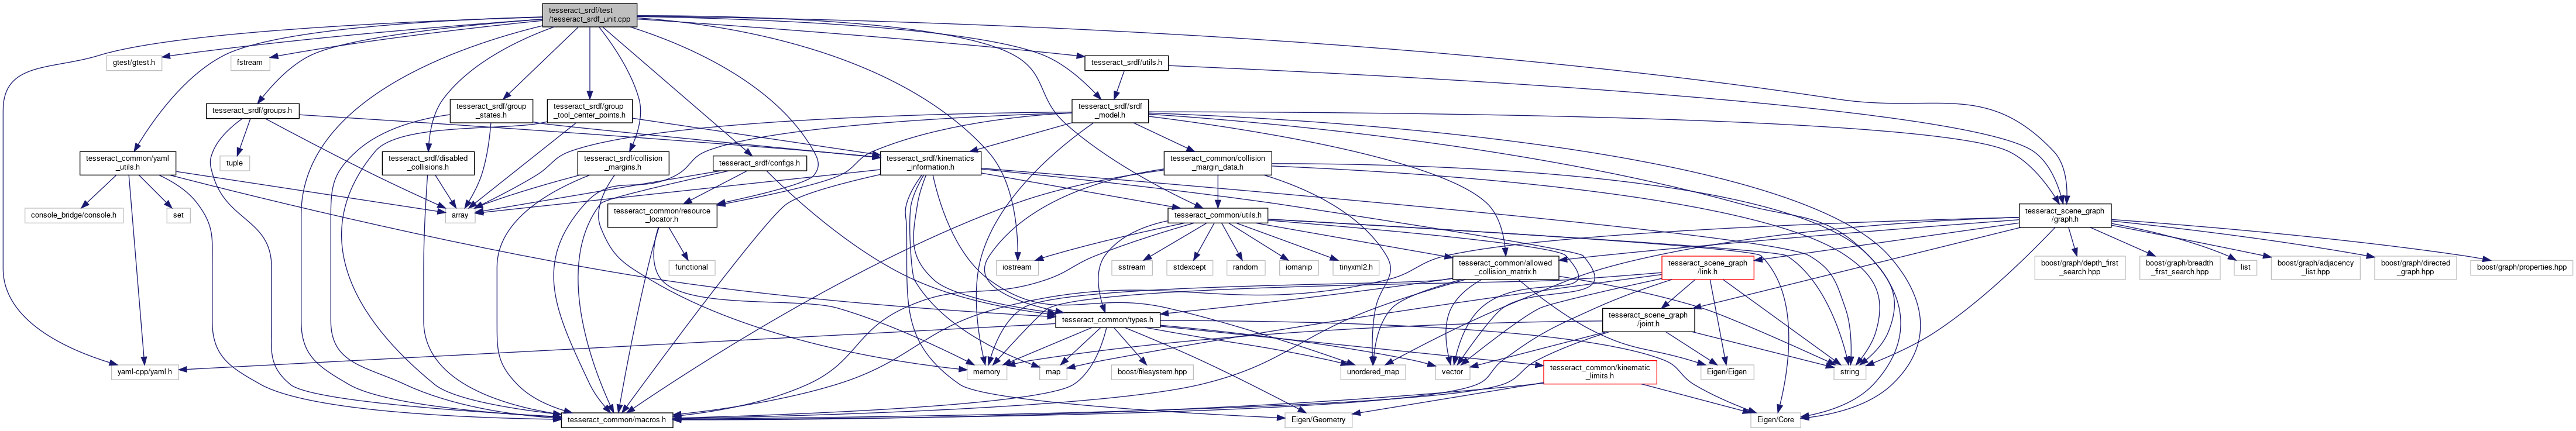 tesseract_srdf/test
/tesseract_srdf_unit.cpp
gtest/gtest.h
fstream
tesseract_srdf/utils.h
tesseract_srdf/groups.h
tesseract_srdf/group
_states.h
tesseract_srdf/group
_tool_center_points.h
tesseract_srdf/srdf
_model.h
tesseract_common/yaml
_utils.h
tuple
tesseract_srdf/disabled
_collisions.h
tesseract_srdf/collision
_margins.h
tesseract_srdf/configs.h
tesseract_srdf/kinematics
_information.h
tesseract_common/collision
_margin_data.h
console_bridge/console.h
set
array
tesseract_common/resource
_locator.h
tesseract_common/utils.h
tesseract_scene_graph
/graph.h
functional
iostream
sstream
stdexcept
random
iomanip
tinyxml2.h
tesseract_common/allowed
_collision_matrix.h
tesseract_scene_graph
/link.h
boost/graph/depth_first
_search.hpp
boost/graph/breadth
_first_search.hpp
list
boost/graph/adjacency
_list.hpp
boost/graph/directed
_graph.hpp
boost/graph/properties.hpp
tesseract_common/types.h
tesseract_scene_graph
/joint.h
yaml-cpp/yaml.h
memory
map
boost/filesystem.hpp
unordered_map
vector
tesseract_common/kinematic
_limits.h
Eigen/Eigen
string
tesseract_common/macros.h
Eigen/Geometry
Eigen/Core